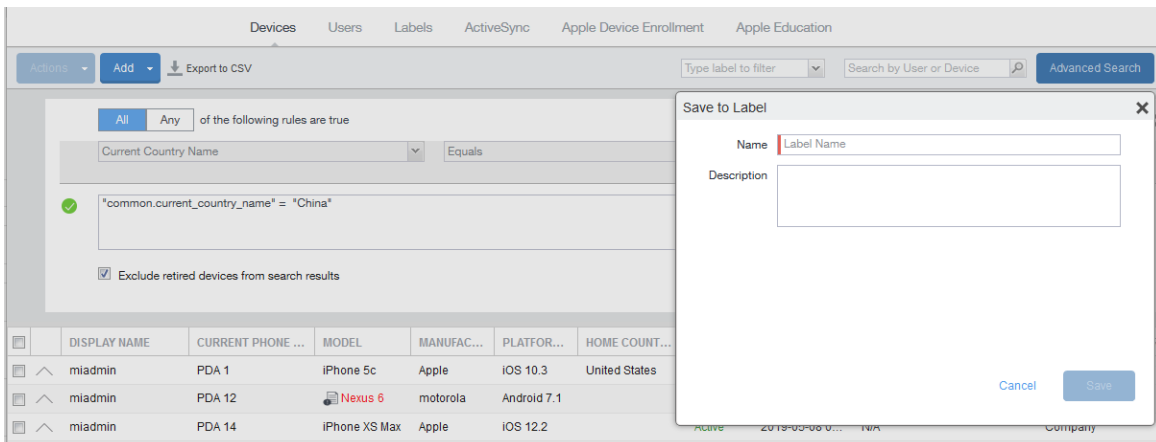 Devices Users Labels ActiveSync Apple Device Enrollment Apple Education
Actions Add Export to CSV Type label to filter Search by User or Device Advanced Search
Save to Label
All Any of the following rules are true
Name Label Name
Current Country Name Equals
Description
"common.current_country_name" = "China"
Exclude retired devices from search results
DISPLAY NAME CURRENT PHONE ... MODEL MANUFAC... PLATFOR... HOME COUNT...
miadmin PDA 1 iPhone 5c Apple iOS 10.3 United States
Cancel Save
miadmin PDA 12 Nexus 6 motorola Android 7.1
miadmin PDA 14 iPhone XS Max Apple iOS 12.2 Active 2019-05-08 0... N/A Company